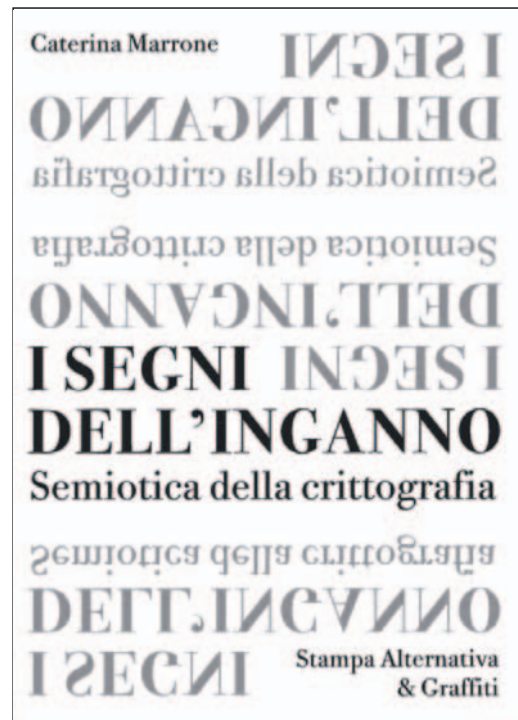 Caterina Marrone
I SEGNI
DELL'INGANNO
Semiotica della crittografia
Semiotica della crittografia
DELL'INGANNO
I SEGNI
I SEGNI
DELL'INGANNO
Semiotica della crittografia
Semiotica della crittografia
DELL'INGANNO
I SEGNI
Stampa Alternativa
& Graffiti